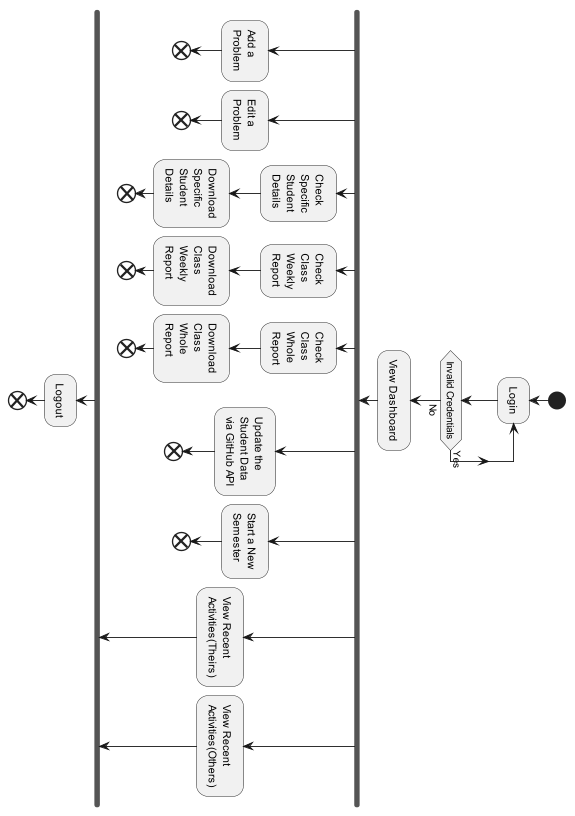 Login
Invalid Credentials
Yes
No
View Dashboard
Add a
Problem
Edit a
Problem
Check
Specific
Student
Details
Download
Specific
Student
Details
Check
Class
Weekly
Report
Download
Class
Weekly
Report
Check
Class
Whole
Report
Download
Class
Whole
Report
Update the
Student Data
via GitHub API
Start a New
Semester
View Recent
Activities(Theirs)
View Recent
Activities(Others)
Logout